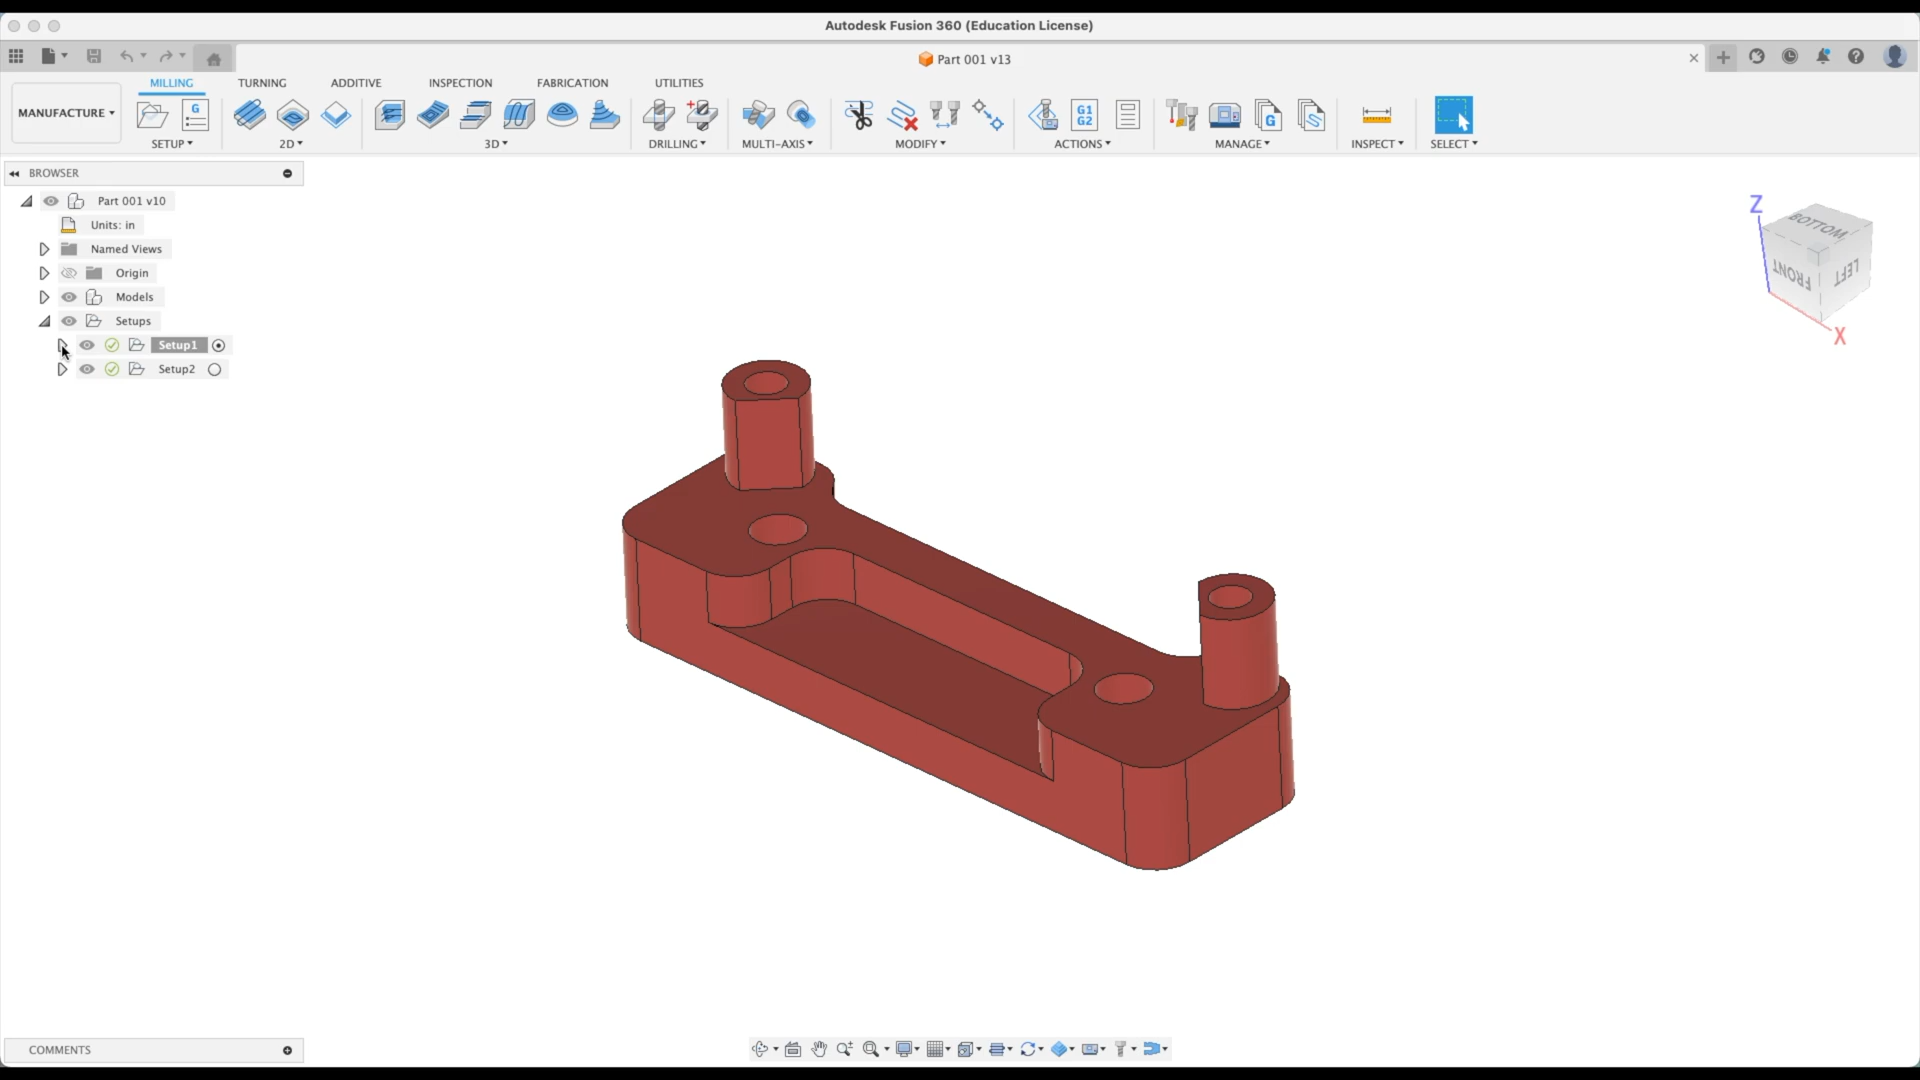 Autodesk Fusion 360 (Education License)
Part 001 v13
MILLING TURNING ADDITIVE INSPECTION FABRICATION UTILITIES
MANUFACTURE
G
G1
G2
G
SETUP 2D 3D DRILLING MULTI-AXIS MODIFY ACTIONS MANAGE INSPECT SELECT
BROWSER
Part 001 v10
Units: in
Named Views
Origin
Models
Setups
Setup1
Setup2
Z
BOTTOM
FRONT
LEFT
X
COMMENTS